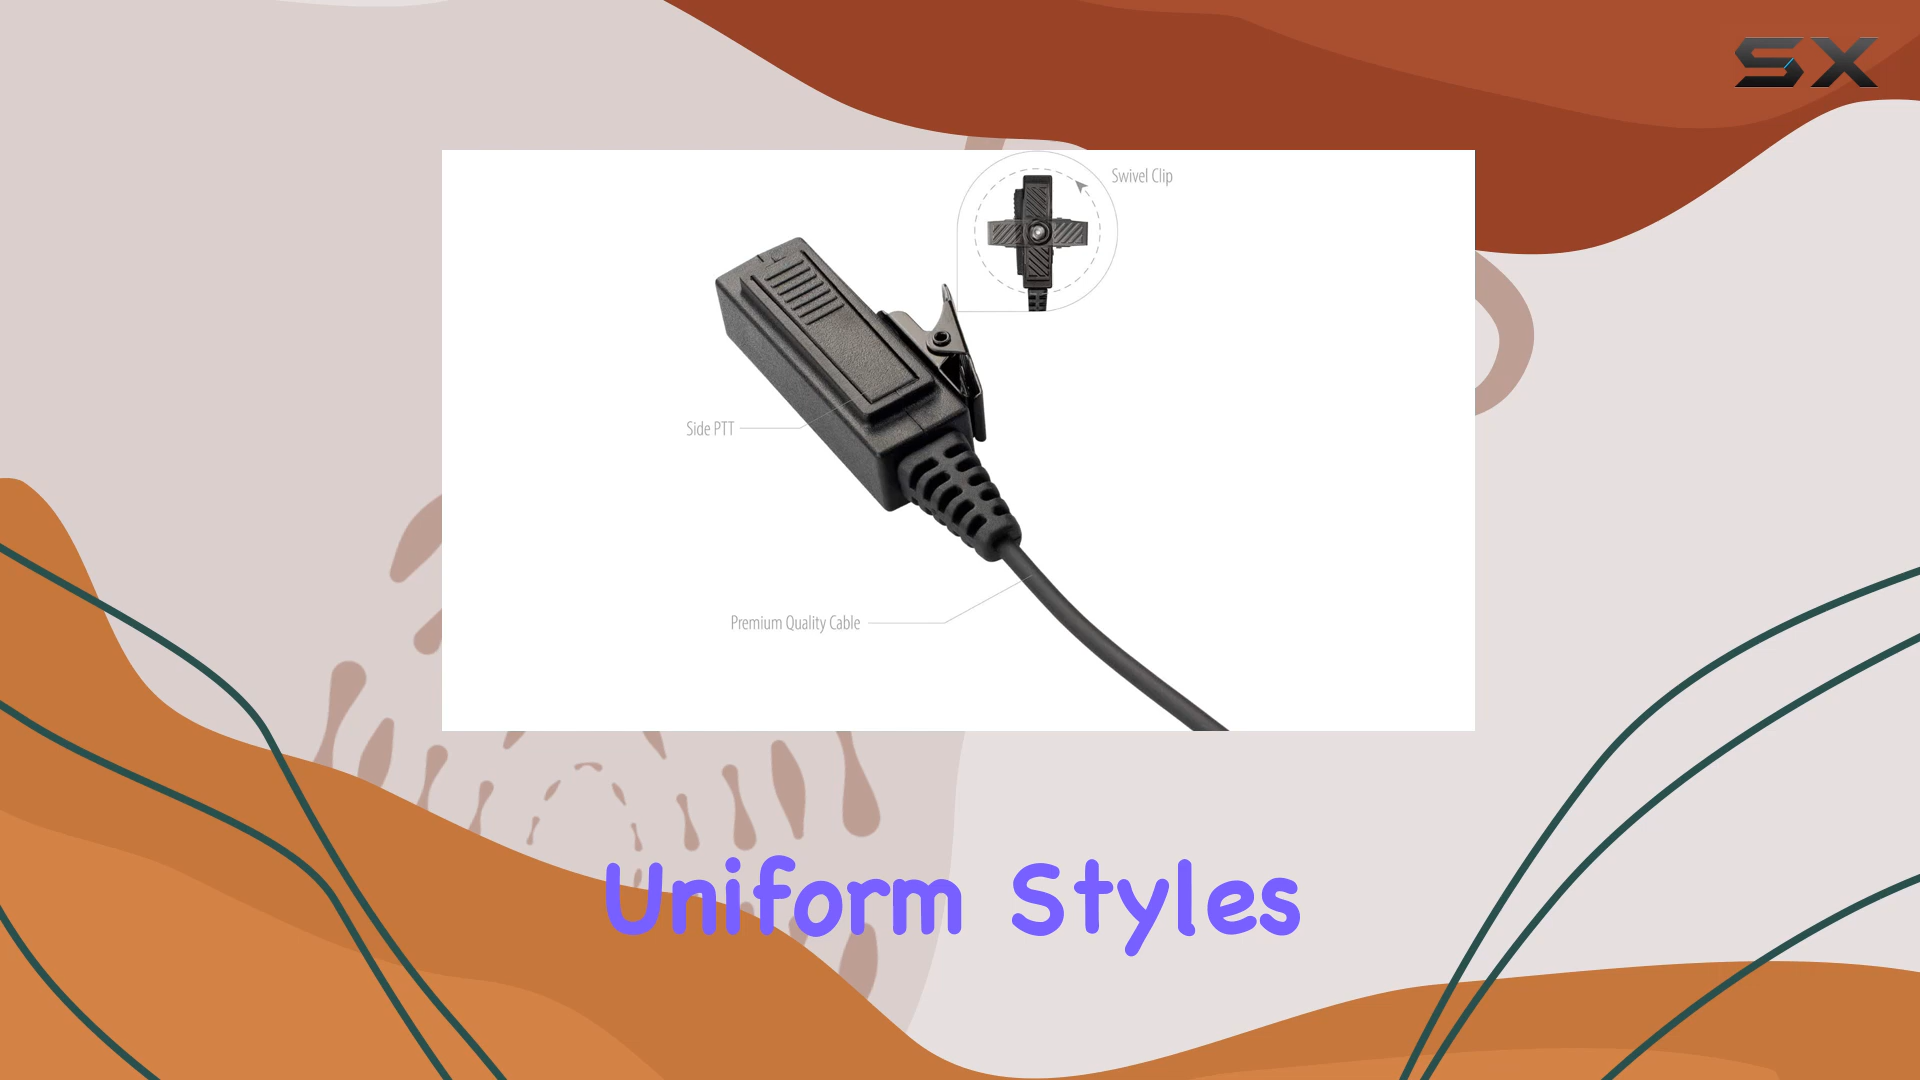 SX
Swivel Clip
Side PTT
Premium Quality Cable
Uniform Styles